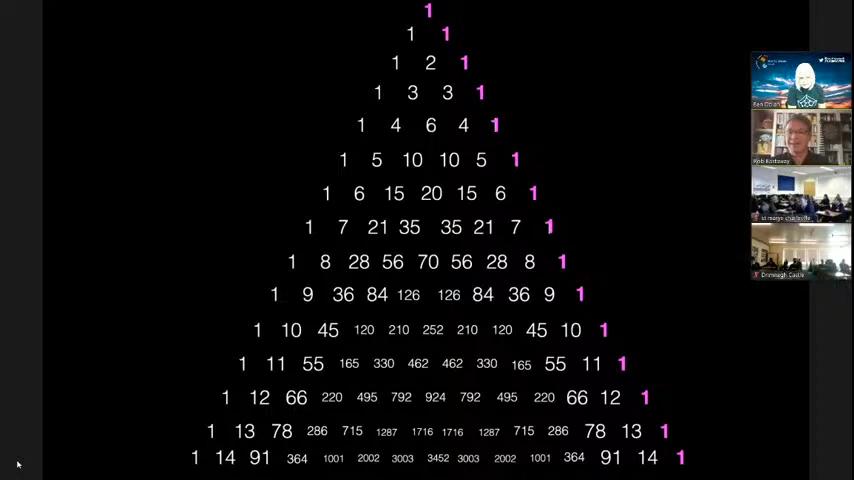 1
1 1
1 2 1
1 3 3 1
1 4 6 4 1
1 5 10 10 5 1
1 6 15 20 15 6 1
1 7 21 35 35 21 7 1
1 8 28 56 70 56 28 8 1
1 9 36 84 126 126 84 36 9 1
1 10 45 120 210 252 210 120 45 10 1
1 11 55 165 330 462 462 330 165 55 11 1
1 12 66 220 495 792 924 792 495 220 66 12 1
1 13 78 286 715 1287 1716 1716 1287 715 286 78 13 1
1 14 91 364 1001 2002 3003 3452 3003 2002 1001 364 91 14 1
Rob Eastaway
st marys charleville
Drimnagh Castle